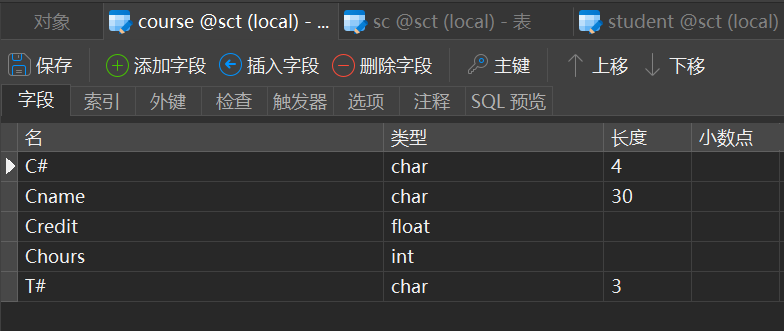 对象 course @sct (local) - ... sc @sct (local) - 表 student @sct (local)
保存 添加字段 插入字段 删除字段 主键 上移 下移
字段 索引 外键 检查 触发器 选项 注释 SQL 预览
名 类型 长度 小数点
C# char 4
Cname char 30
Credit float
Chours int
T# char 3